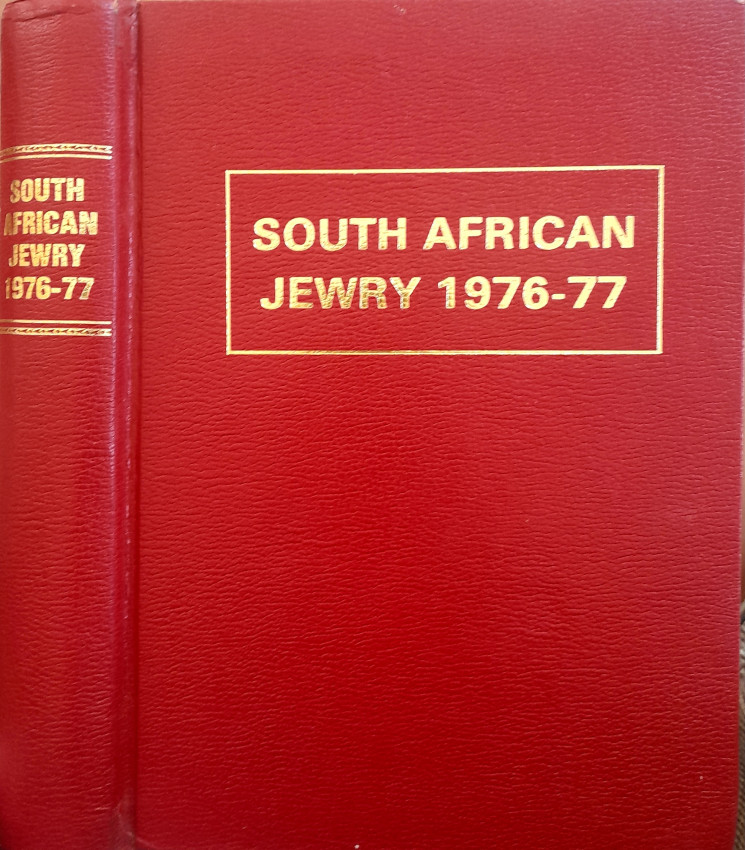 SOUTH
AFRICAN
JEWRY
1976-77
SOUTH AFRICAN
JEWRY 1976-77